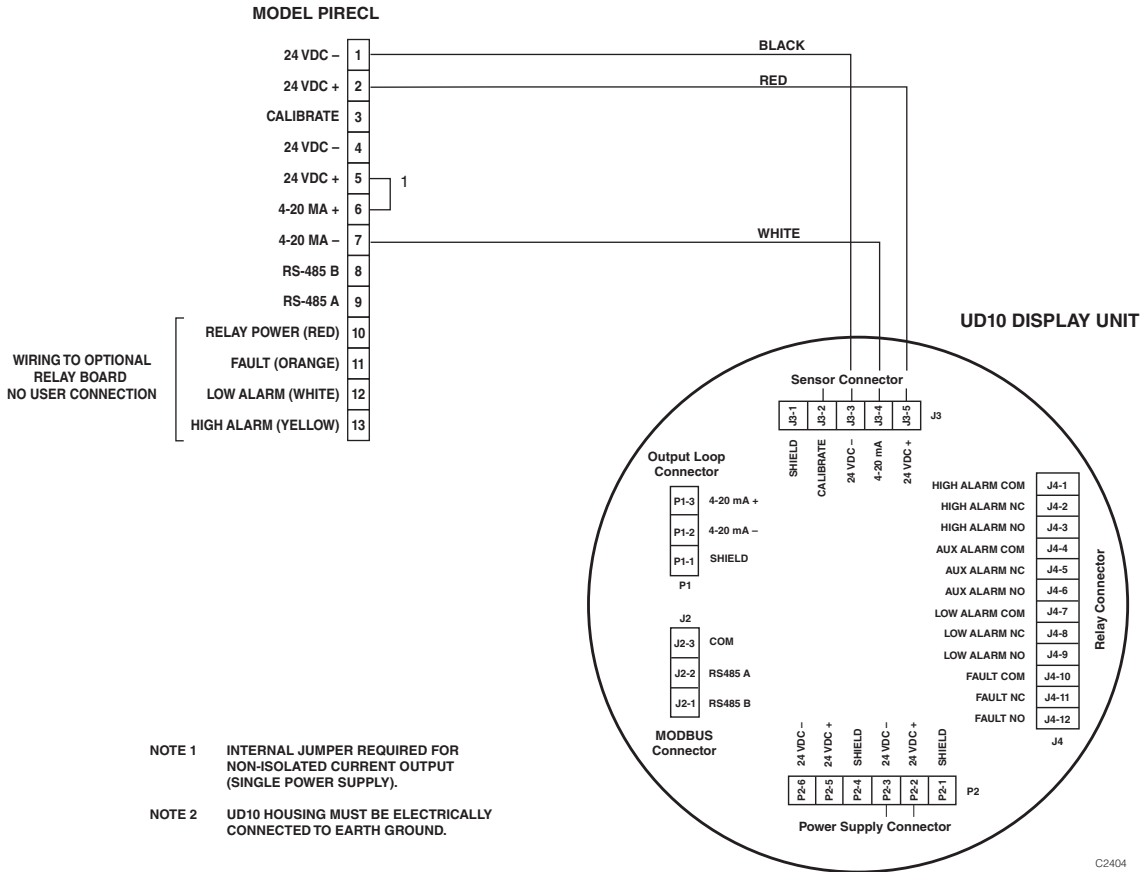 MODEL PIRECL
24 VDC – 1
24 VDC + 2
CALIBRATE 3
24 VDC – 4
24 VDC + 5
4-20 MA + 6
4-20 MA – 7
RS-485 B 8
RS-485 A 9
RELAY POWER (RED) 10
FAULT (ORANGE) 11
LOW ALARM (WHITE) 12
HIGH ALARM (YELLOW) 13
1
WIRING TO OPTIONAL
RELAY BOARD
NO USER CONNECTION
BLACK
RED
WHITE
UD10 DISPLAY UNIT
Sensor Connector
J3-1 J3-2 J3-3 J3-4 J3-5 J3
SHIELD
CALIBRATE
24 VDC –
4-20 mA
24 VDC +
Output Loop
Connector
P1-3 4-20 mA +
P1-2 4-20 mA –
P1-1 SHIELD
P1
J2
J2-3 COM
J2-2 RS485 A
J2-1 RS485 B
MODBUS
Connector
HIGH ALARM COM J4-1
HIGH ALARM NC J4-2
HIGH ALARM NO J4-3
AUX ALARM COM J4-4
AUX ALARM NC J4-5
AUX ALARM NO J4-6
LOW ALARM COM J4-7
LOW ALARM NC J4-8
LOW ALARM NO J4-9
FAULT COM J4-10
FAULT NC J4-11
FAULT NO J4-12
J4
Relay Connector
24 VDC –
24 VDC +
SHIELD
24 VDC –
24 VDC +
SHIELD
P2-6 P2-5 P2-4 P2-3 P2-2 P2-1 P2
Power Supply Connector
NOTE 1 INTERNAL JUMPER REQUIRED FOR
NON-ISOLATED CURRENT OUTPUT
(SINGLE POWER SUPPLY).
NOTE 2 UD10 HOUSING MUST BE ELECTRICALLY
CONNECTED TO EARTH GROUND.
C2404